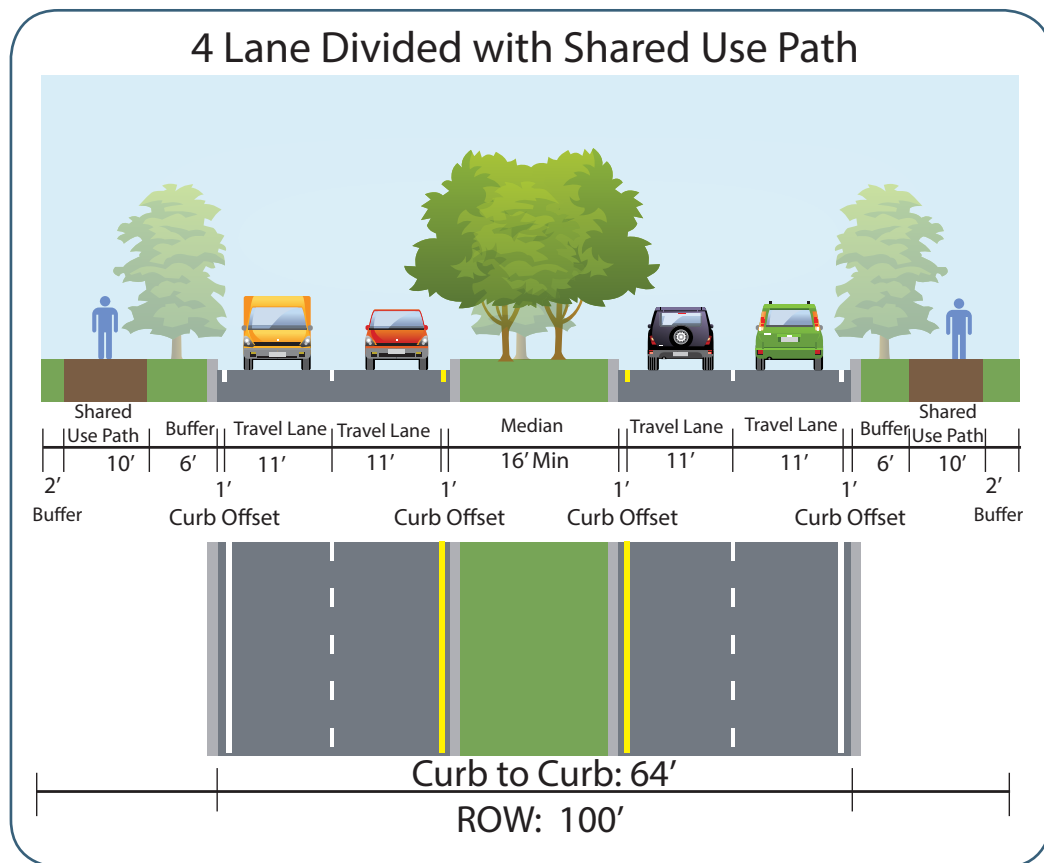 4 Lane Divided with Shared Use Path
Shared
Use Path
Buffer
Travel Lane
Travel Lane
Median
Travel Lane
Travel Lane
Buffer
Shared
Use Path
10’
6’
11’
11’
16’ Min
11’
11’
6’
10’
2’
1’
1’
1’
1’
2’
Buffer
Curb Offset
Curb Offset
Curb Offset
Curb Offset
Buffer
Curb to Curb: 64’
ROW: 100’